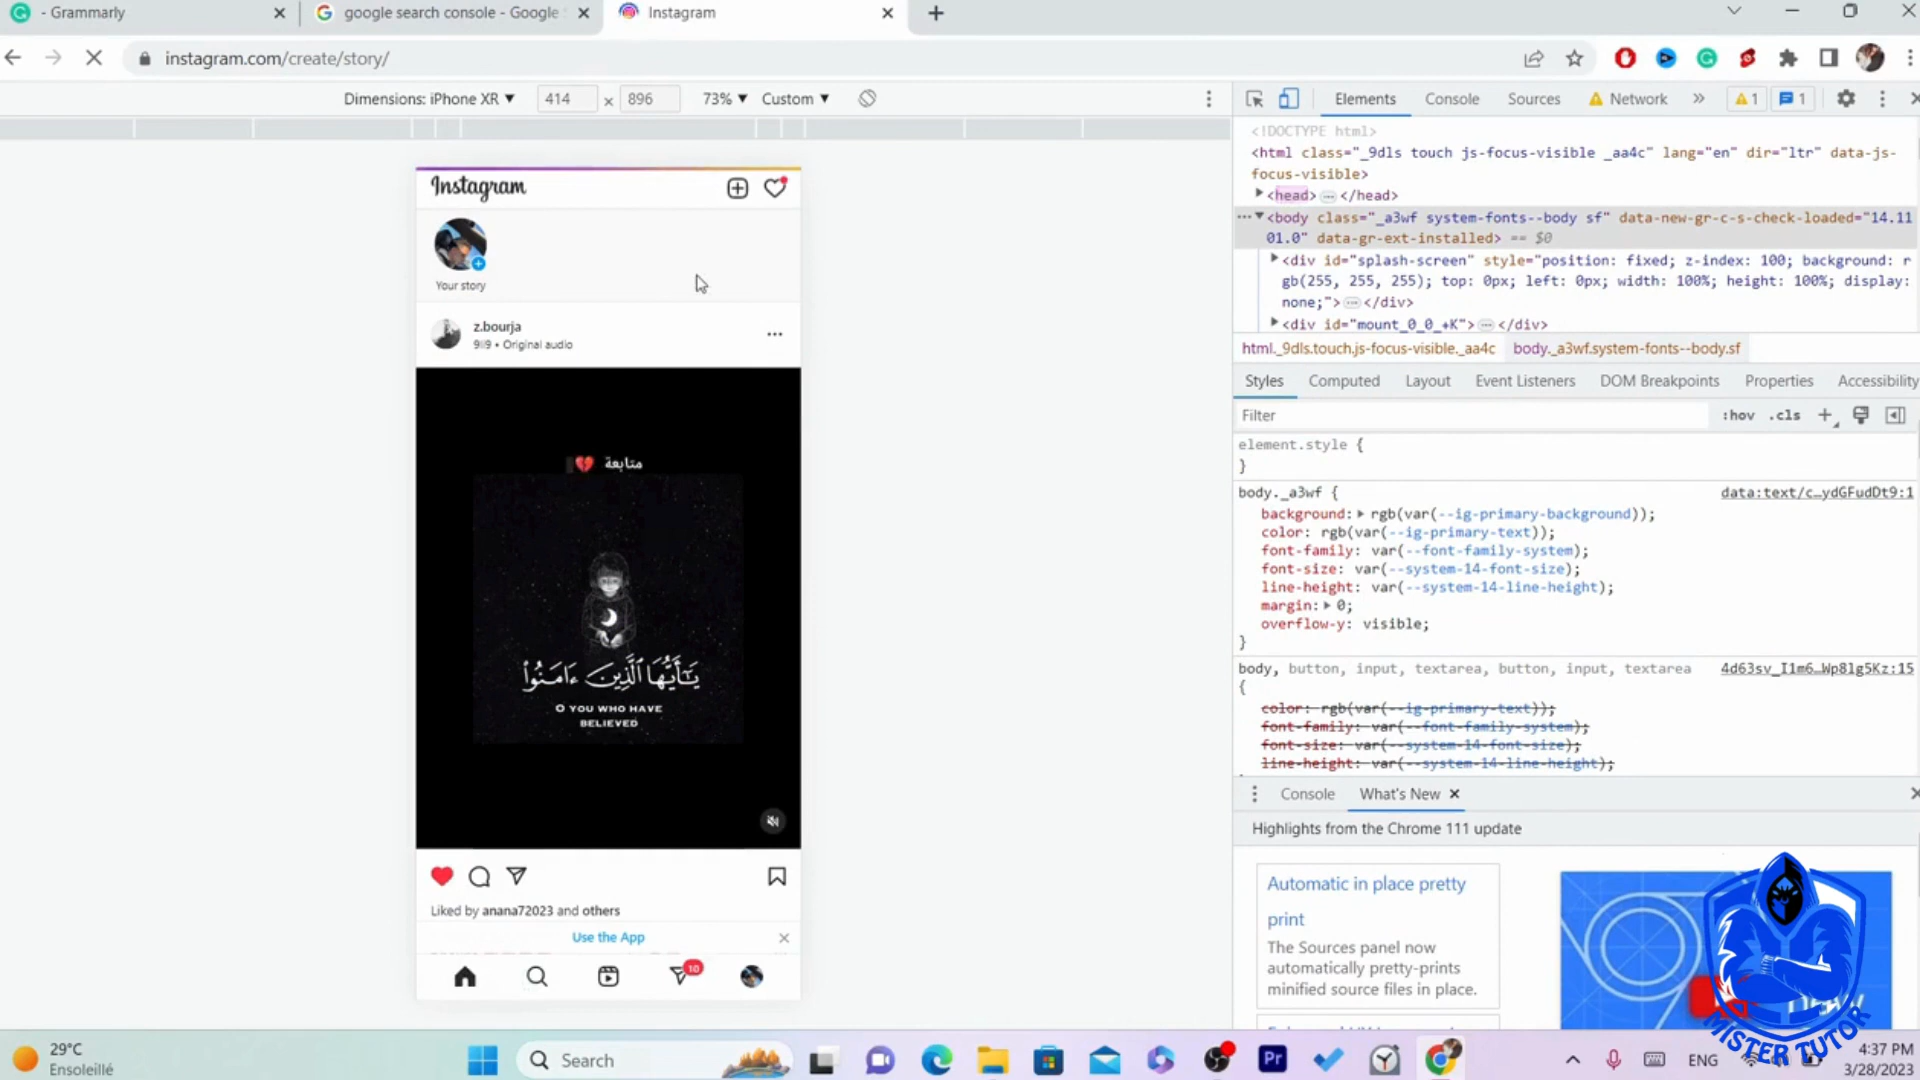 - Grammarly
google search console - Google S
Instagram
instagram.com/create/story/
Dimensions: iPhone XR ▼
414
x
896
73% ▼
Custom ▼
Elements
Console
Sources
Network
»
1
1
Instagram
Your story
z.bourja
9⁞9 • Original audio
متابعة 💔
يَـٰٓأَيُّهَا ٱلَّذِينَ ءَامَنُوا۟
O YOU WHO HAVE
BELIEVED
Liked by anana72023 and others
Use the App
10
<!DOCTYPE html>
<html class="_9dls touch js-focus-visible _aa4c" lang="en" dir="ltr" data-js-
focus-visible>
<head> … </head>
<body class="_a3wf system-fonts--body sf" data-new-gr-c-s-check-loaded="14.11
01.0" data-gr-ext-installed> == $0
<div id="splash-screen" style="position: fixed; z-index: 100; background: r
gb(255, 255, 255); top: 0px; left: 0px; width: 100%; height: 100%; display:
none;"> … </div>
<div id="mount_0_0_+K"> … </div>
html._9dls.touch.js-focus-visible._aa4c
body._a3wf.system-fonts--body.sf
Styles
Computed
Layout
Event Listeners
DOM Breakpoints
Properties
Accessibility
Filter
:hov
.cls
+
element.style {
}
body._a3wf {
data:text/c…ydGFudDt9:1
background: ▶ rgb(var(--ig-primary-background));
color: rgb(var(--ig-primary-text));
font-family: var(--font-family-system);
font-size: var(--system-14-font-size);
line-height: var(--system-14-line-height);
margin: ▶ 0;
overflow-y: visible;
}
body, button, input, textarea, button, input, textarea
4d63sv_I1m6…Wp8lg5Kz:15
{
color: rgb(var(--ig-primary-text));
font-family: var(--font-family-system);
font-size: var(--system-14-font-size);
line-height: var(--system-14-line-height);
Console
What's New
Highlights from the Chrome 111 update
Automatic in place pretty
print
The Sources panel now
automatically pretty-prints
minified source files in place.
new
MISTER TUTOR
29°C
Ensoleillé
Search
Pr
ENG
4:37 PM
3/28/2023